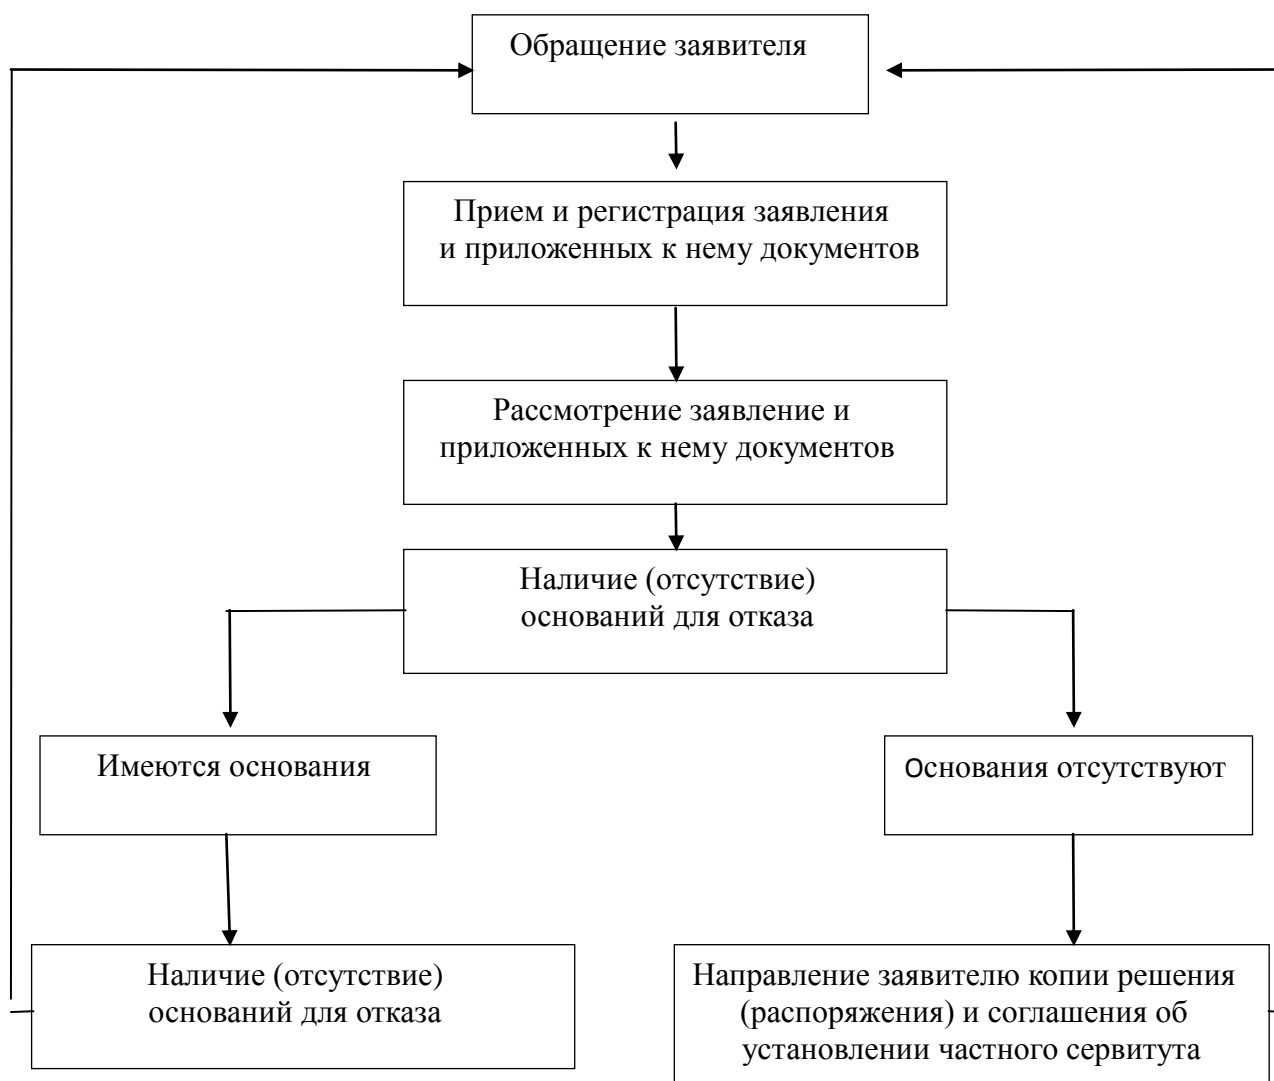 Обращение заявителя
Прием и регистрация заявления
и приложенных к нему документов
Рассмотрение заявление и
приложенных к нему документов
Наличие (отсутствие)
оснований для отказа
Имеются основания
Основания отсутствуют
Наличие (отсутствие)
оснований для отказа
Направление заявителю копии решения
(распоряжения) и соглашения об
установлении частного сервитута